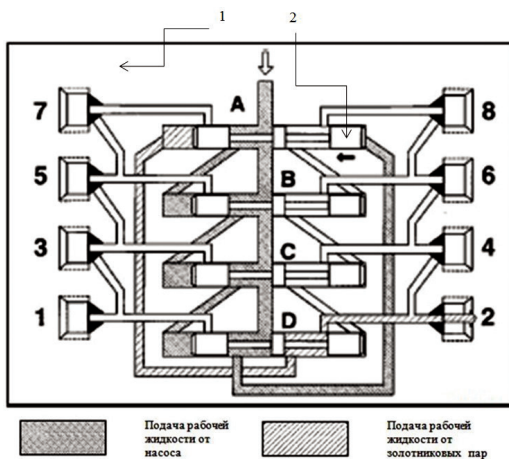 1 2
A
7 8
B
5 6
C
3 4
D
1 2
Подача рабочей
жидкости от
насоса
Подача рабочей
жидкости от
золотниковых пар